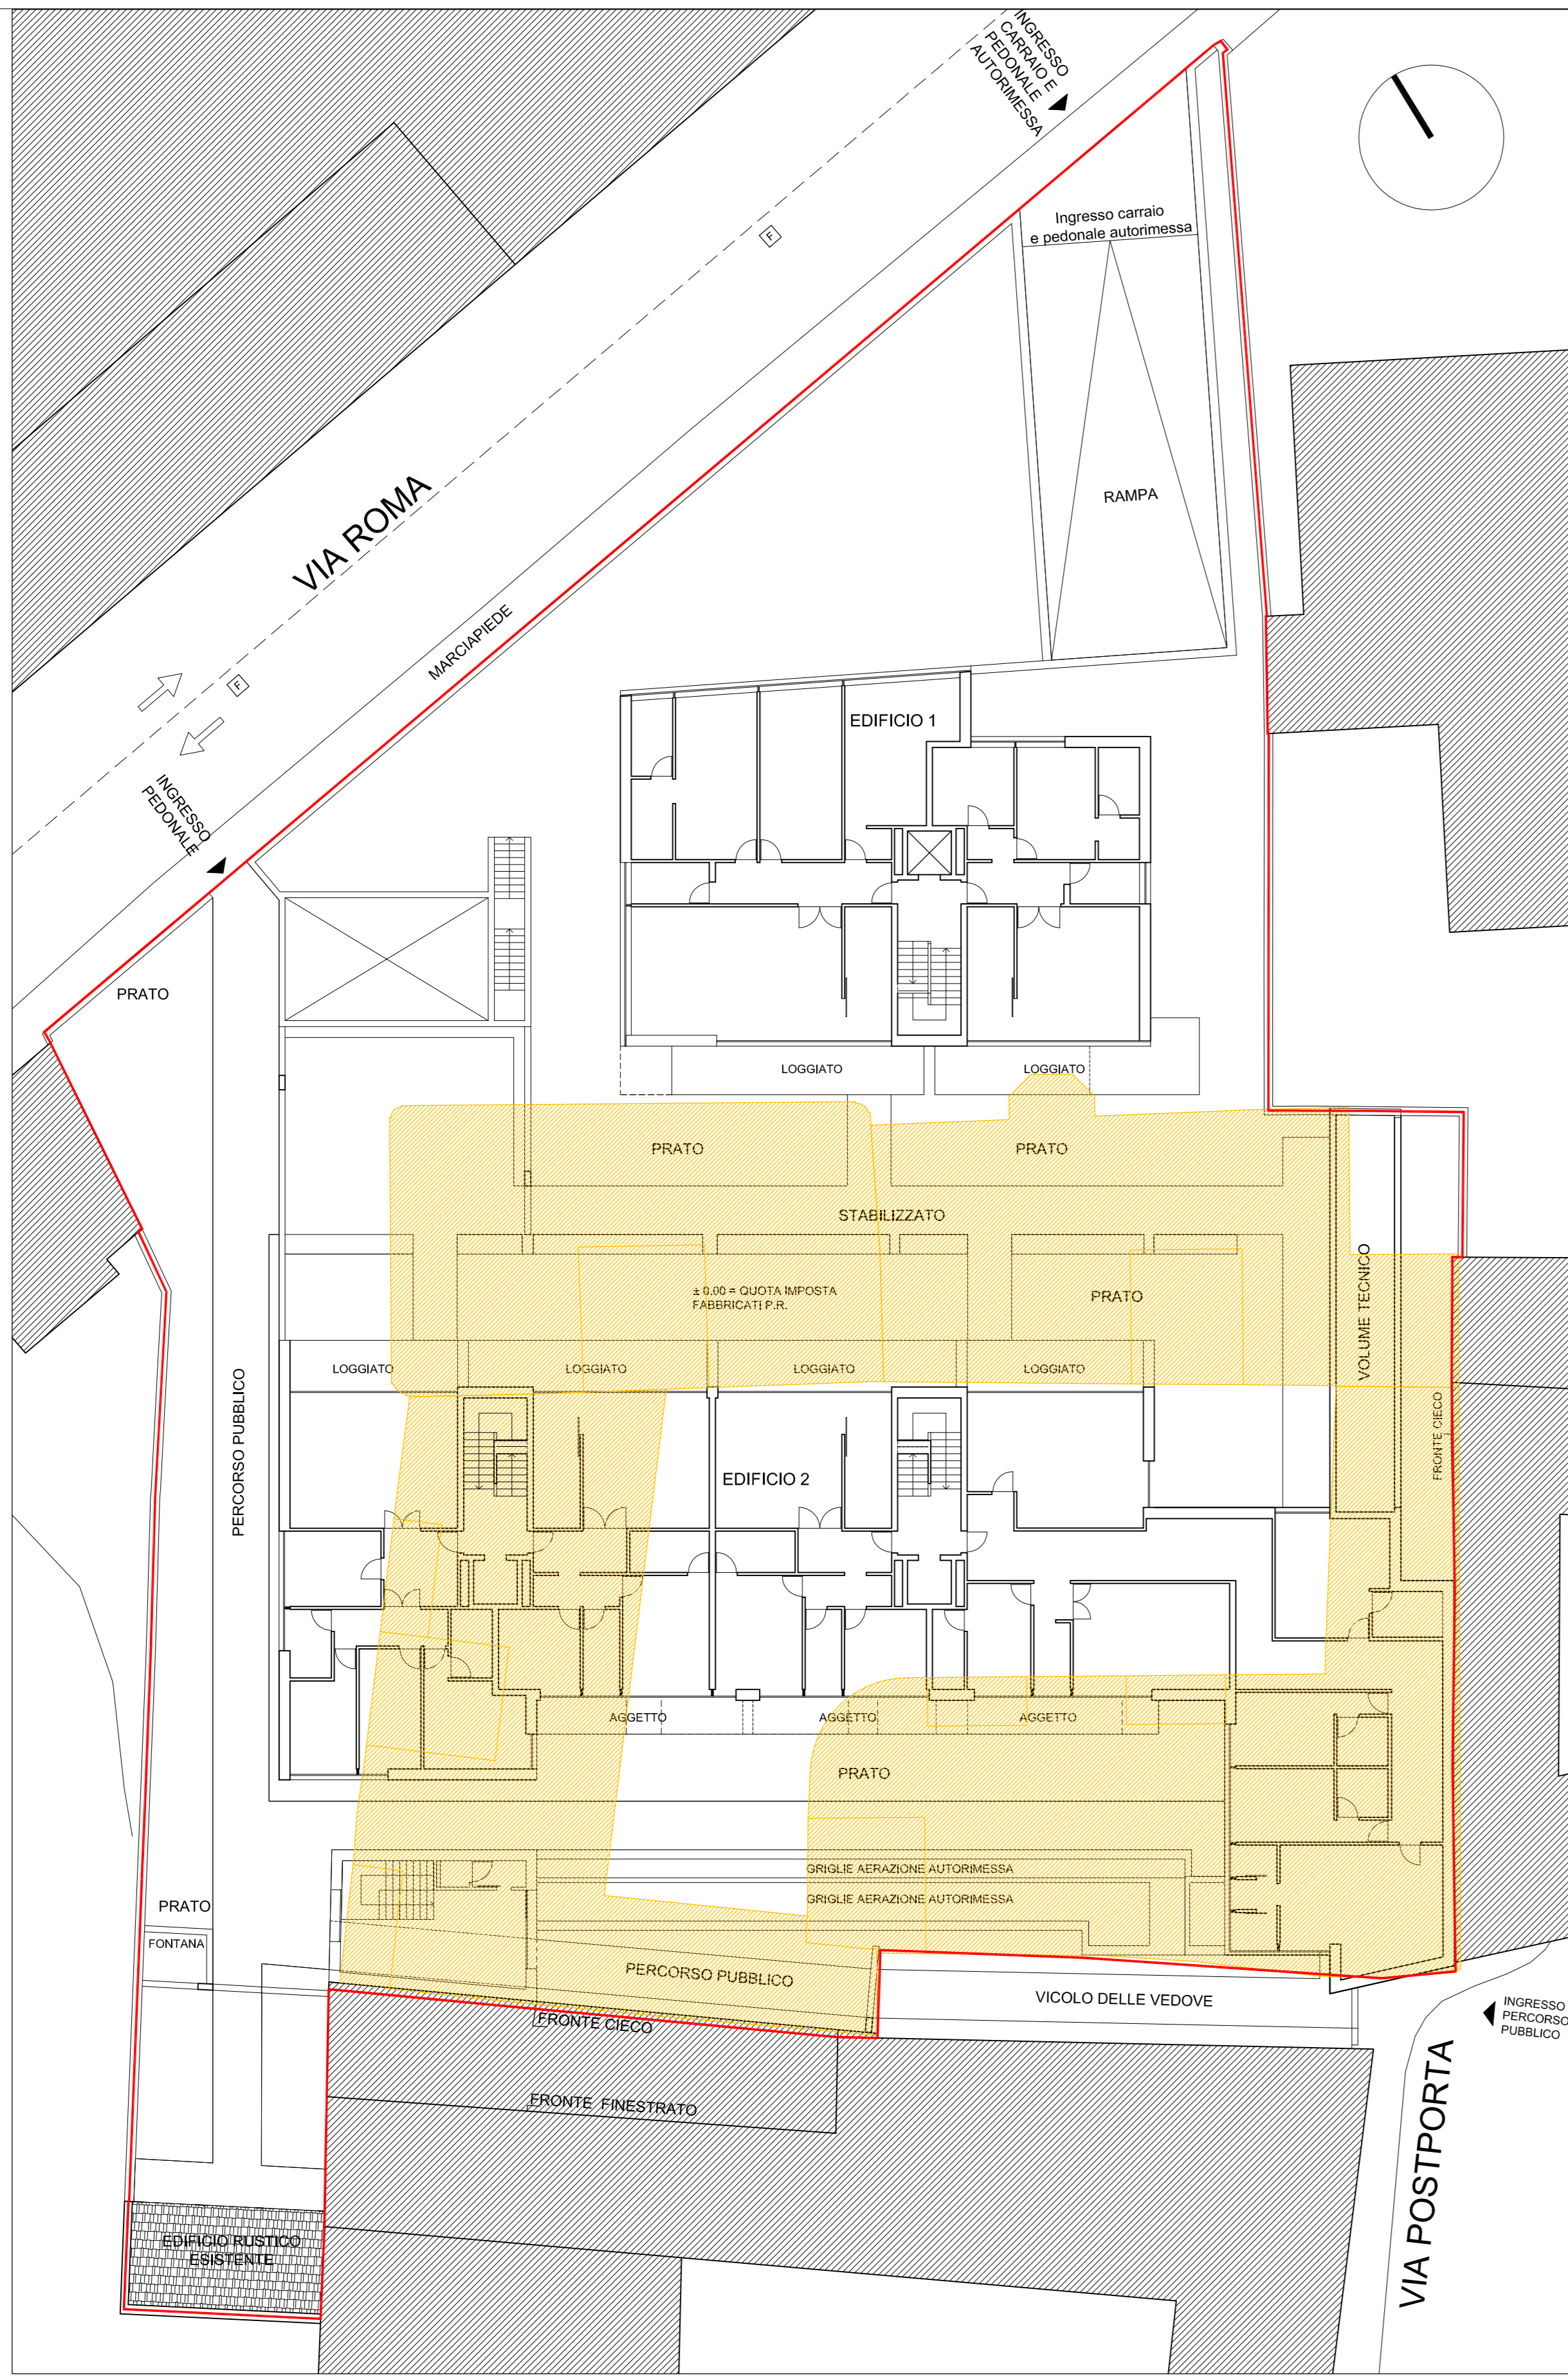 INGRESSO
CARRAIO E
PEDONALE
AUTORIMESSA
Ingresso carraio
e pedonale autorimessa
F
RAMPA
VIA ROMA
MARCIAPIEDE
F
EDIFICIO 1
INGRESSO
PEDONALE
PRATO
LOGGIATO
LOGGIATO
PRATO
PRATO
STABILIZZATO
± 0.00 = QUOTA IMPOSTA
FABBRICATI P.R.
PRATO
VOLUME TECNICO
LOGGIATO
LOGGIATO
LOGGIATO
LOGGIATO
PERCORSO PUBBLICO
FRONTE CIECO
EDIFICIO 2
AGGETTO
AGGETTO
AGGETTO
PRATO
GRIGLIE AERAZIONE AUTORIMESSA
GRIGLIE AERAZIONE AUTORIMESSA
PRATO
FONTANA
PERCORSO PUBBLICO
VICOLO DELLE VEDOVE
INGRESSO
PERCORSO
PUBBLICO
FRONTE CIECO
FRONTE FINESTRATO
VIA POSTPORTA
EDIFICIO RUSTICO
ESISTENTE